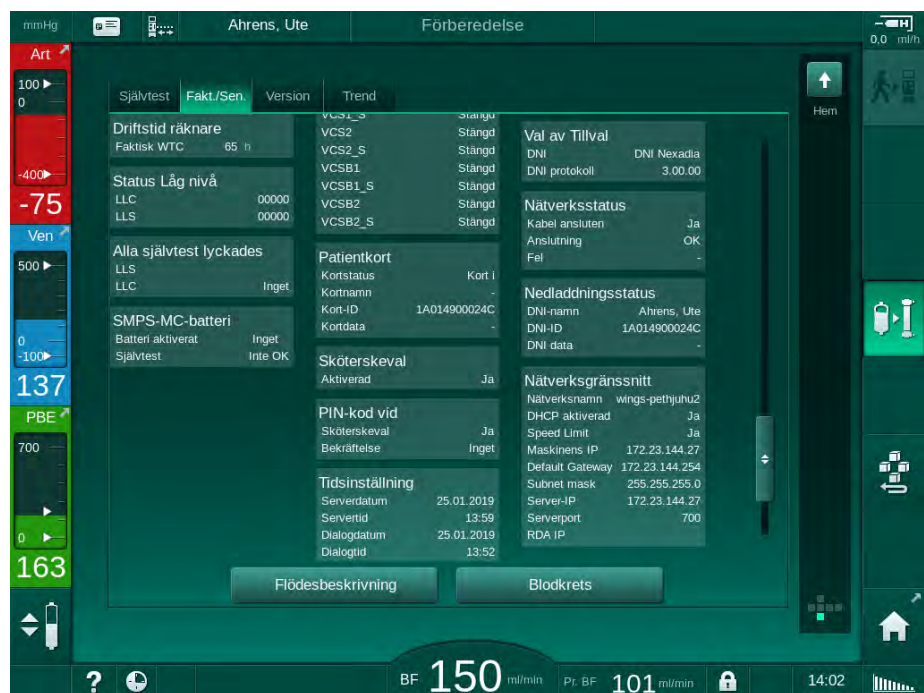 mmHg
Ahrens, Ute
Förberedelse
0,0 ml/h
Art
100
0
-400
-75
Ven
500
0
-100
137
PBE
700
0
163
Självtest Fakt./Sen. Version Trend
Hem
Driftstid räknare
Faktisk WTC 65 h
Status Låg nivå
LLC 00000
LLS 00000
Alla självtest lyckades
LLS
LLC Inget
SMPS-MC-batteri
Batteri aktiverat Inget
Självtest Inte OK
VCS1_S Stängd
VCS2 Stängd
VCS2_S Stängd
VCSB1 Stängd
VCSB1_S Stängd
VCSB2 Stängd
VCSB2_S Stängd
Patientkort
Kortstatus Kort i
Kortnamn -
Kort-ID 1A014900024C
Kortdata -
Sköterskeval
Aktiverad Ja
PIN-kod vid
Sköterskeval Ja
Bekräftelse Inget
Tidsinställning
Serverdatum 25.01.2019
Servertid 13:59
Dialogdatum 25.01.2019
Dialogtid 13:52
Val av Tillval
DNI DNI Nexadia
DNI protokoll 3.00.00
Nätverksstatus
Kabel ansluten Ja
Anslutning OK
Fel -
Nedladdningsstatus
DNI-namn Ahrens, Ute
DNI-ID 1A014900024C
DNI data -
Nätverksgränssnitt
Nätverksnamn wings-pethjuhu2
DHCP aktiverad Ja
Speed Limit Ja
Maskinens IP 172.23.144.27
Default Gateway 172.23.144.254
Subnet mask 255.255.255.0
Server-IP 172.23.144.27
Serverport 700
RDA IP
Flödesbeskrivning
Blodkrets
?
BF 150 ml/min
Pr. BF 101 ml/min
14:02